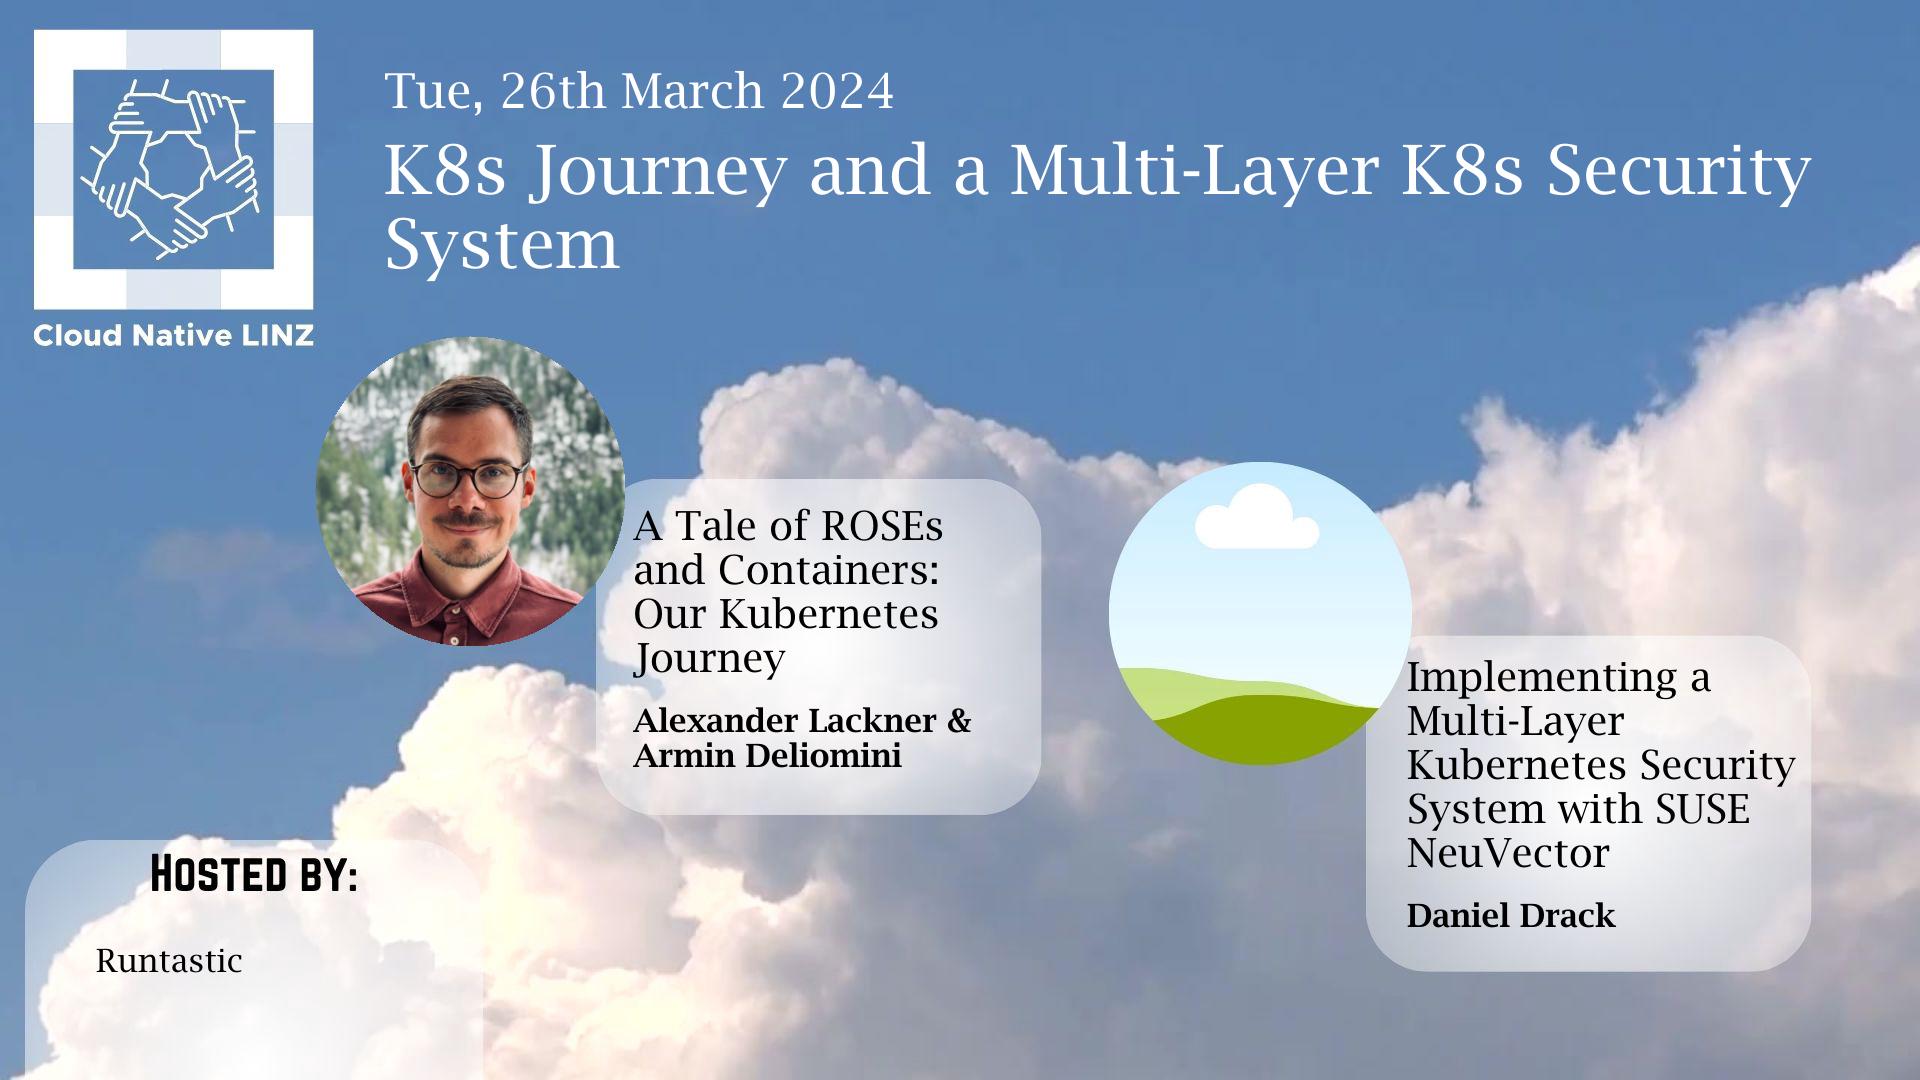 Cloud Native LINZ
Tue, 26th March 2024
K8s Journey and a Multi-Layer K8s Security
System
A Tale of ROSEs
and Containers:
Our Kubernetes
Journey
Alexander Lackner &
Armin Deliomini
Implementing a
Multi-Layer
Kubernetes Security
System with SUSE
NeuVector
Daniel Drack
HOSTED BY:
Runtastic